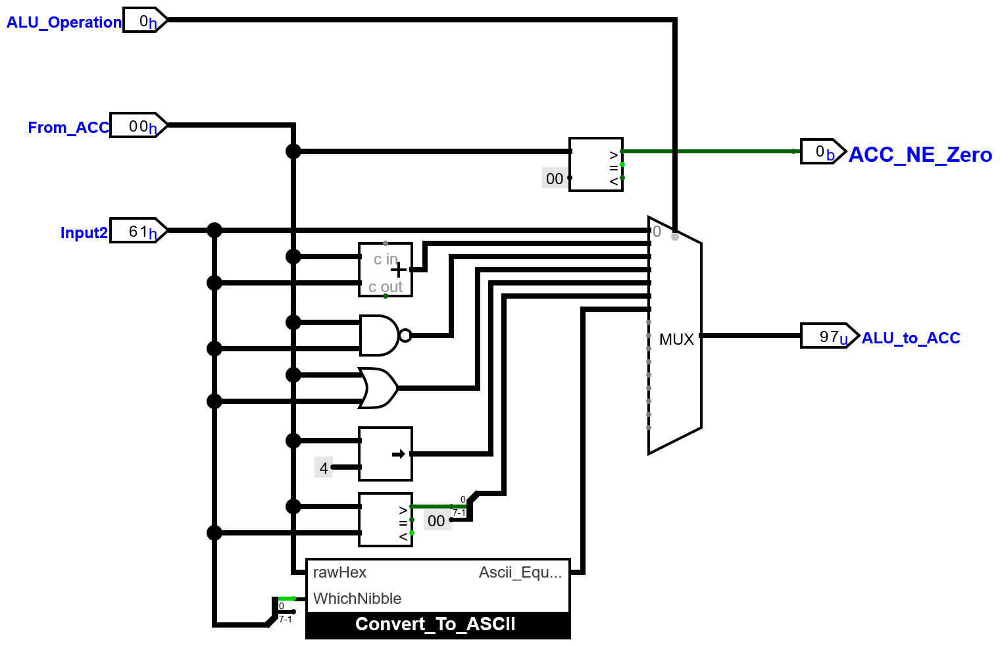 ALU_Operation 0h
From_ACC 00h
>
0b ACC_NE_Zero
=
00
<
Input2 61h
0
c in
+
c out
MUX
97u ALU_to_ACC
4
0
>
7-1
00
=
<
rawHex Ascii_Equ...
WhichNibble
0
7-1
Convert_To_ASCII